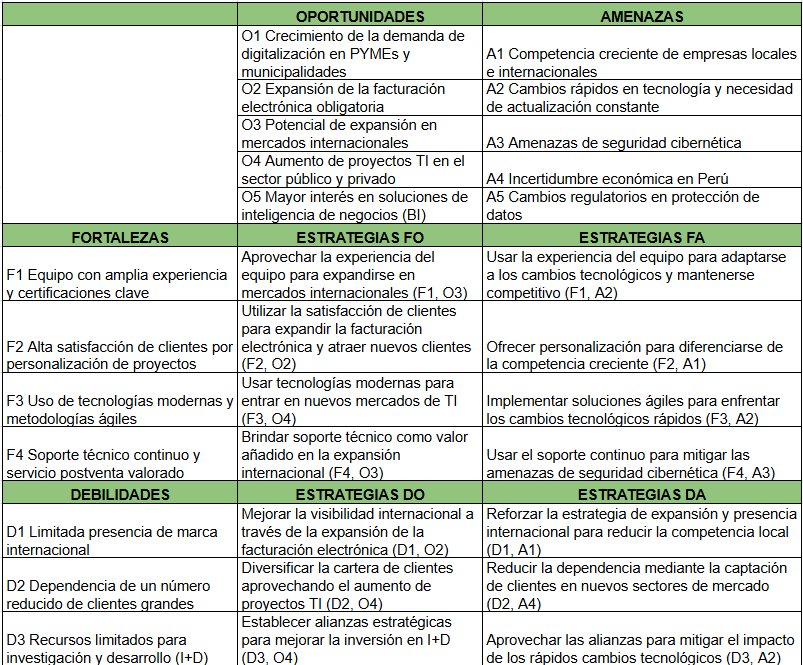 OPORTUNIDADES
AMENAZAS
O1 Crecimiento de la demanda de
digitalización en PYMEs y
municipalidades
A1 Competencia creciente de empresas locales
e internacionales
O2 Expansión de la facturación
electrónica obligatoria
A2 Cambios rápidos en tecnología y necesidad
de actualización constante
O3 Potencial de expansión en
mercados internacionales
A3 Amenazas de seguridad cibernética
O4 Aumento de proyectos TI en el
sector público y privado
A4 Incertidumbre económica en Perú
O5 Mayor interés en soluciones de
inteligencia de negocios (BI)
A5 Cambios regulatorios en protección de
datos
FORTALEZAS
ESTRATEGIAS FO
ESTRATEGIAS FA
F1 Equipo con amplia experiencia
y certificaciones clave
Aprovechar la experiencia del
equipo para expandirse en
mercados internacionales (F1, O3)
Usar la experiencia del equipo para adaptarse
a los cambios tecnológicos y mantenerse
competitivo (F1, A2)
F2 Alta satisfacción de clientes por
personalización de proyectos
Utilizar la satisfacción de clientes
para expandir la facturación
electrónica y atraer nuevos clientes
(F2, O2)
Ofrecer personalización para diferenciarse de
la competencia creciente (F2, A1)
F3 Uso de tecnologías modernas y
metodologías ágiles
Usar tecnologías modernas para
entrar en nuevos mercados de TI
(F3, O4)
Implementar soluciones ágiles para enfrentar
los cambios tecnológicos rápidos (F3, A2)
F4 Soporte técnico continuo y
servicio postventa valorado
Brindar soporte técnico como valor
añadido en la expansión
internacional (F4, O3)
Usar el soporte continuo para mitigar las
amenazas de seguridad cibernética (F4, A3)
DEBILIDADES
ESTRATEGIAS DO
ESTRATEGIAS DA
D1 Limitada presencia de marca
internacional
Mejorar la visibilidad internacional a
través de la expansión de la
facturación electrónica (D1, O2)
Reforzar la estrategia de expansión y presencia
internacional para reducir la competencia local
(D1, A1)
D2 Dependencia de un número
reducido de clientes grandes
Diversificar la cartera de clientes
aprovechando el aumento de
proyectos TI (D2, O4)
Reducir la dependencia mediante la captación
de clientes en nuevos sectores de mercado
(D2, A4)
D3 Recursos limitados para
investigación y desarrollo (I+D)
Establecer alianzas estratégicas
para mejorar la inversión en I+D
(D3, O4)
Aprovechar las alianzas para mitigar el impacto
de los rápidos cambios tecnológicos (D3, A2)